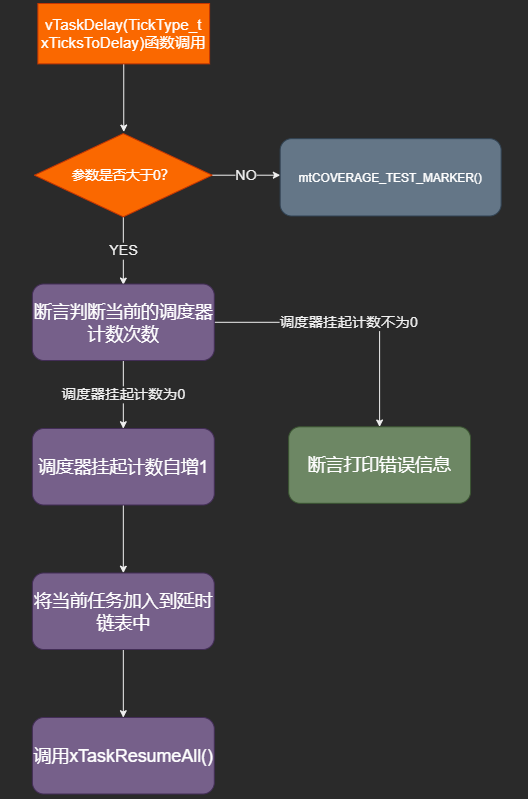 vTaskDelay(TickType_t
xTicksToDelay)函数调用
参数是否大于0?
NO
mtCOVERAGE_TEST_MARKER()
YES
断言判断当前的调度器
计数次数
调度器挂起计数不为0
调度器挂起计数为0
调度器挂起计数自增1
断言打印错误信息
将当前任务加入到延时
链表中
调用xTaskResumeAll()